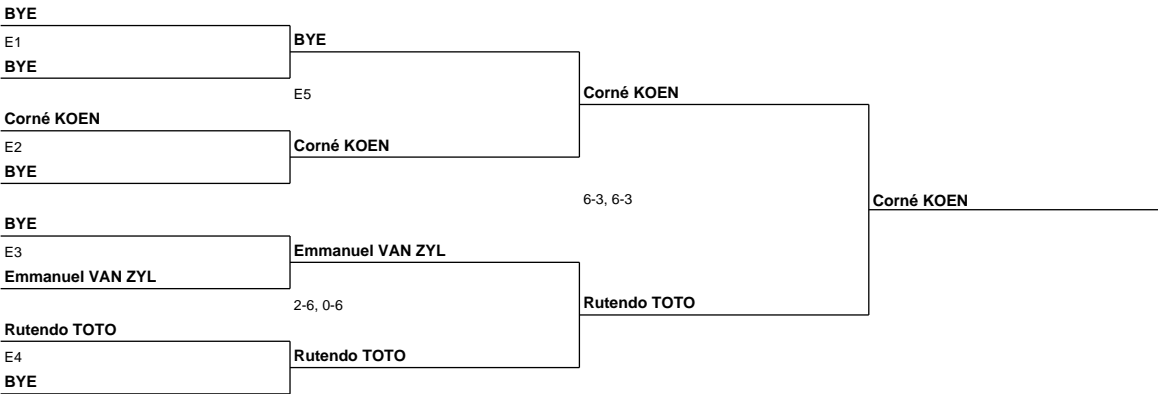 BYE
E1
BYE
BYE
E5
Corné KOEN
Corné KOEN
E2
Corné KOEN
BYE
6-3, 6-3
Corné KOEN
BYE
E3
Emmanuel VAN ZYL
Emmanuel VAN ZYL
2-6, 0-6
Rutendo TOTO
Rutendo TOTO
E4
Rutendo TOTO
BYE